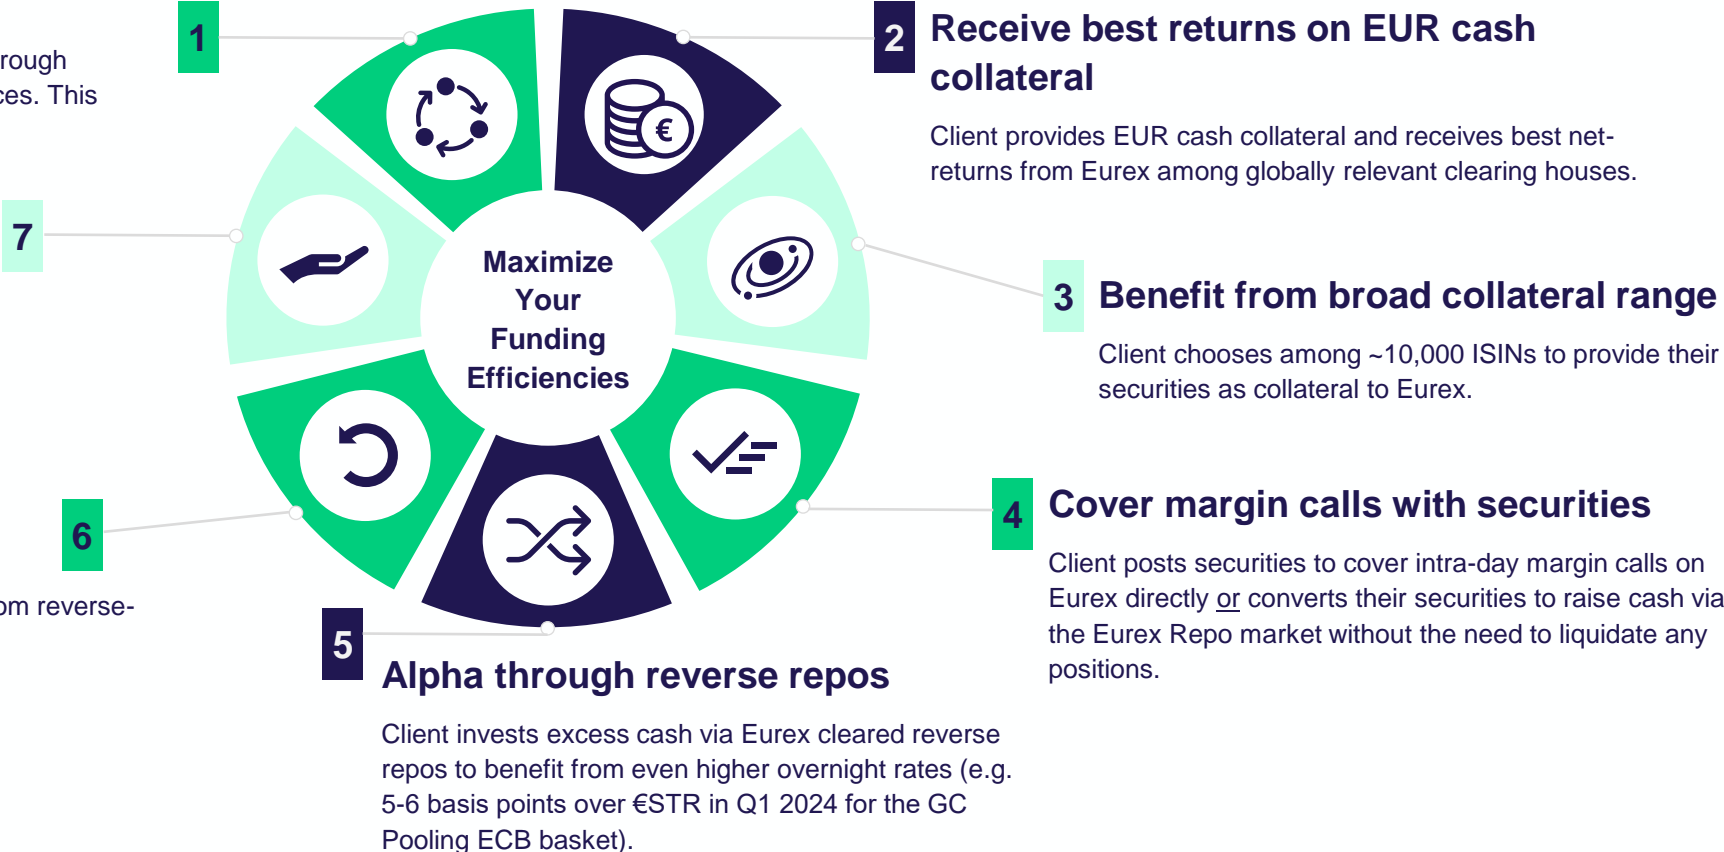 1
rough
ces. This
2
Receive best returns on EUR cash
collateral
Client provides EUR cash collateral and receives best net-
returns from Eurex among globally relevant clearing houses.
€
7
Maximize
Your
Funding
Efficiencies
3
Benefit from broad collateral range
Client chooses among ~10,000 ISINs to provide their
securities as collateral to Eurex.
4
Cover margin calls with securities
Client posts securities to cover intra-day margin calls on
Eurex directly or converts their securities to raise cash via
the Eurex Repo market without the need to liquidate any
positions.
6
om reverse-
5
Alpha through reverse repos
Client invests excess cash via Eurex cleared reverse
repos to benefit from even higher overnight rates (e.g.
5-6 basis points over €STR in Q1 2024 for the GC
Pooling ECB basket).